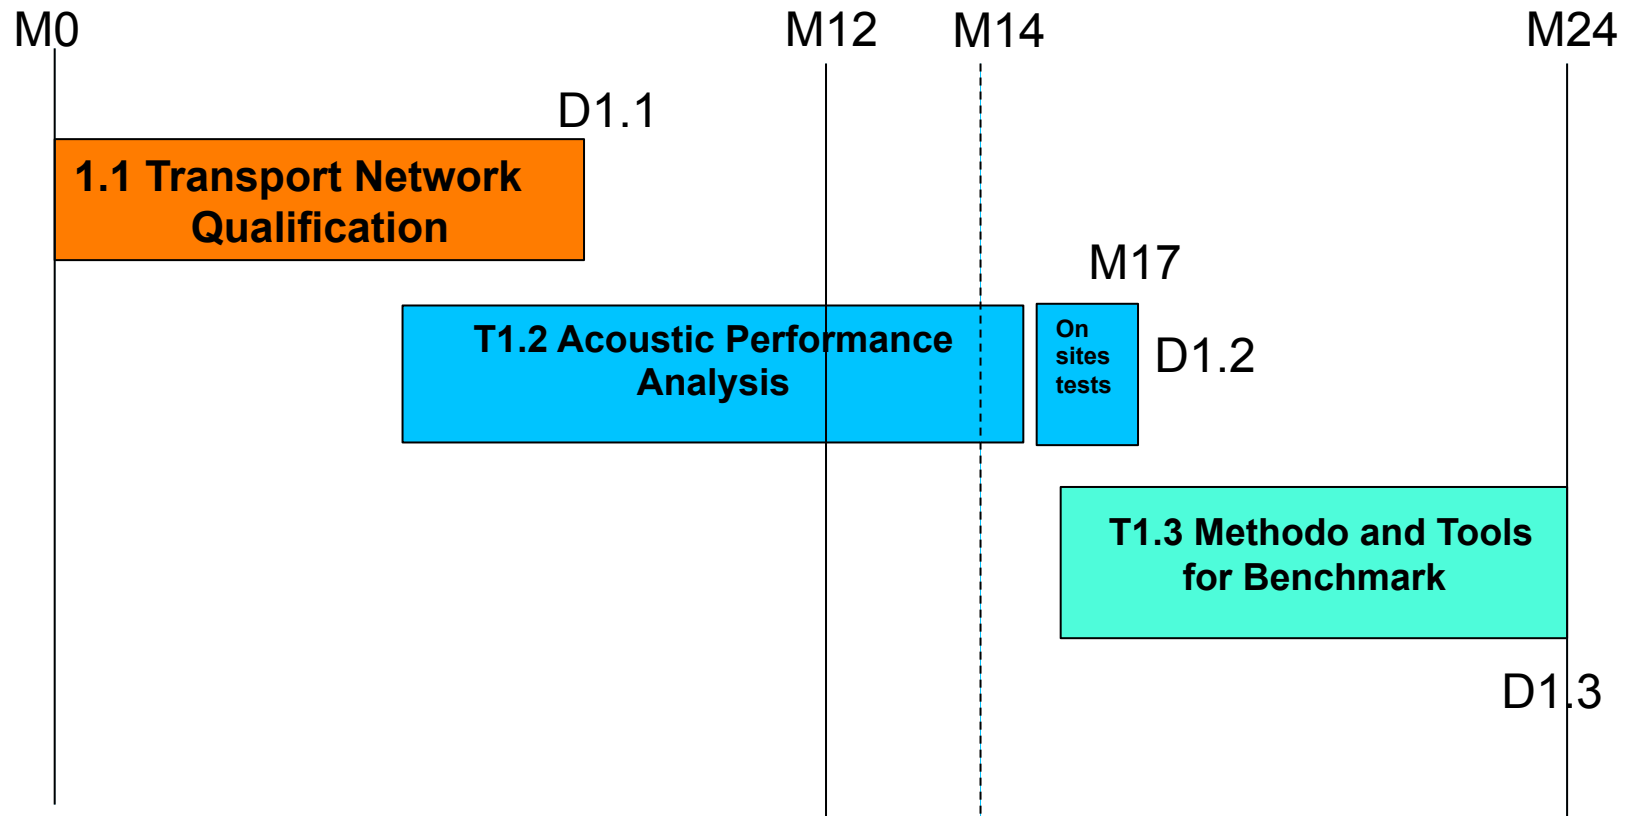 M0
M12
M14
M24
D1.1
1.1 Transport Network
Qualification
M17
T1.2 Acoustic Performance
Analysis
On
sites
tests
D1.2
T1.3 Methodo and Tools
for Benchmark
D1.3